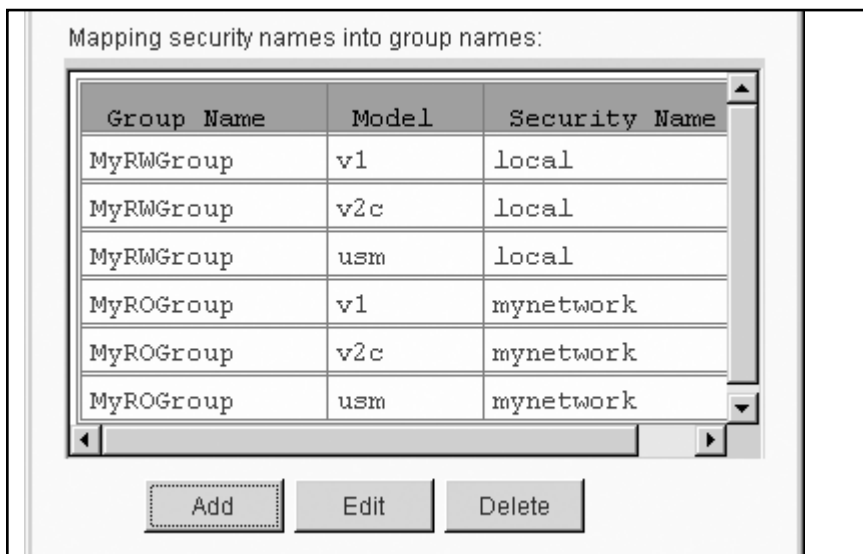 Mapping security names into group names:
Group Name Model Security Name
MyRWGroup v1 local
MyRWGroup v2c local
MyRWGroup usm local
MyROGroup v1 mynetwork
MyROGroup v2c mynetwork
MyROGroup usm mynetwork
Add Edit Delete